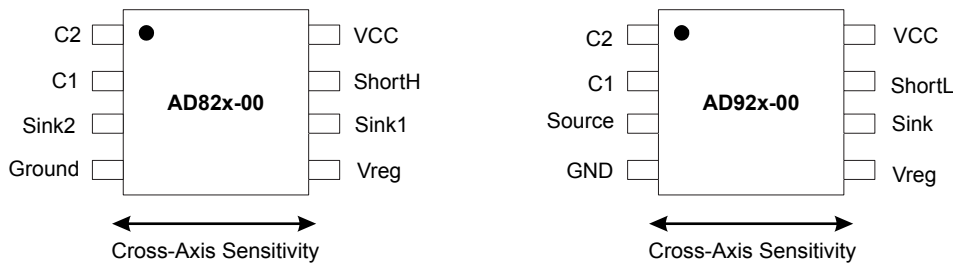 C2
VCC
C1
ShortH
AD82x-00
Sink2
Sink1
Ground
Vreg
Cross-Axis Sensitivity
C2
VCC
C1
ShortL
AD92x-00
Source
Sink
GND
Vreg
Cross-Axis Sensitivity